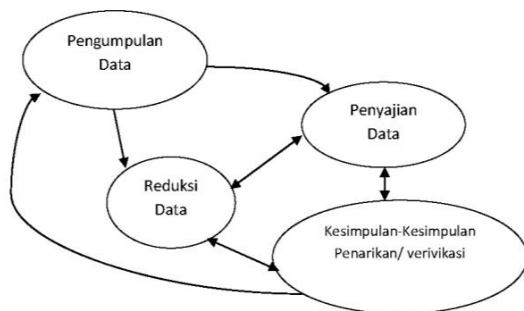 Pengumpulan
Data
Penyajian
Data
Reduksi
Data
Kesimpulan-Kesimpulan
Penarikan/ verivikasi